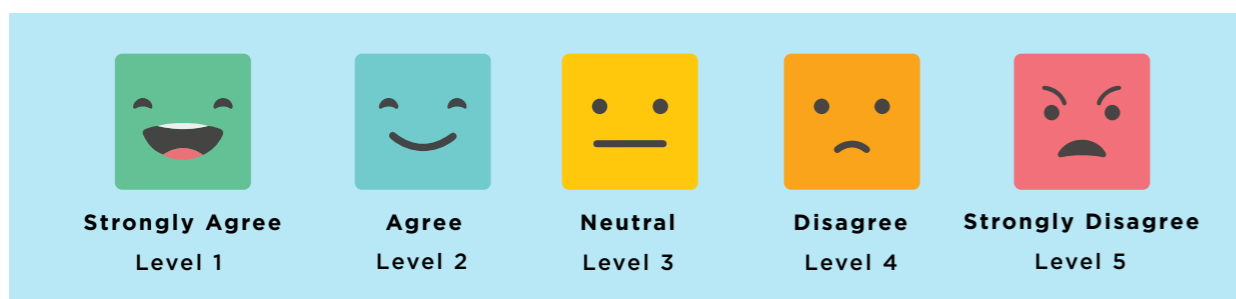 Strongly Agree
Level 1
Agree
Level 2
Neutral
Level 3
Disagree
Level 4
Strongly Disagree
Level 5